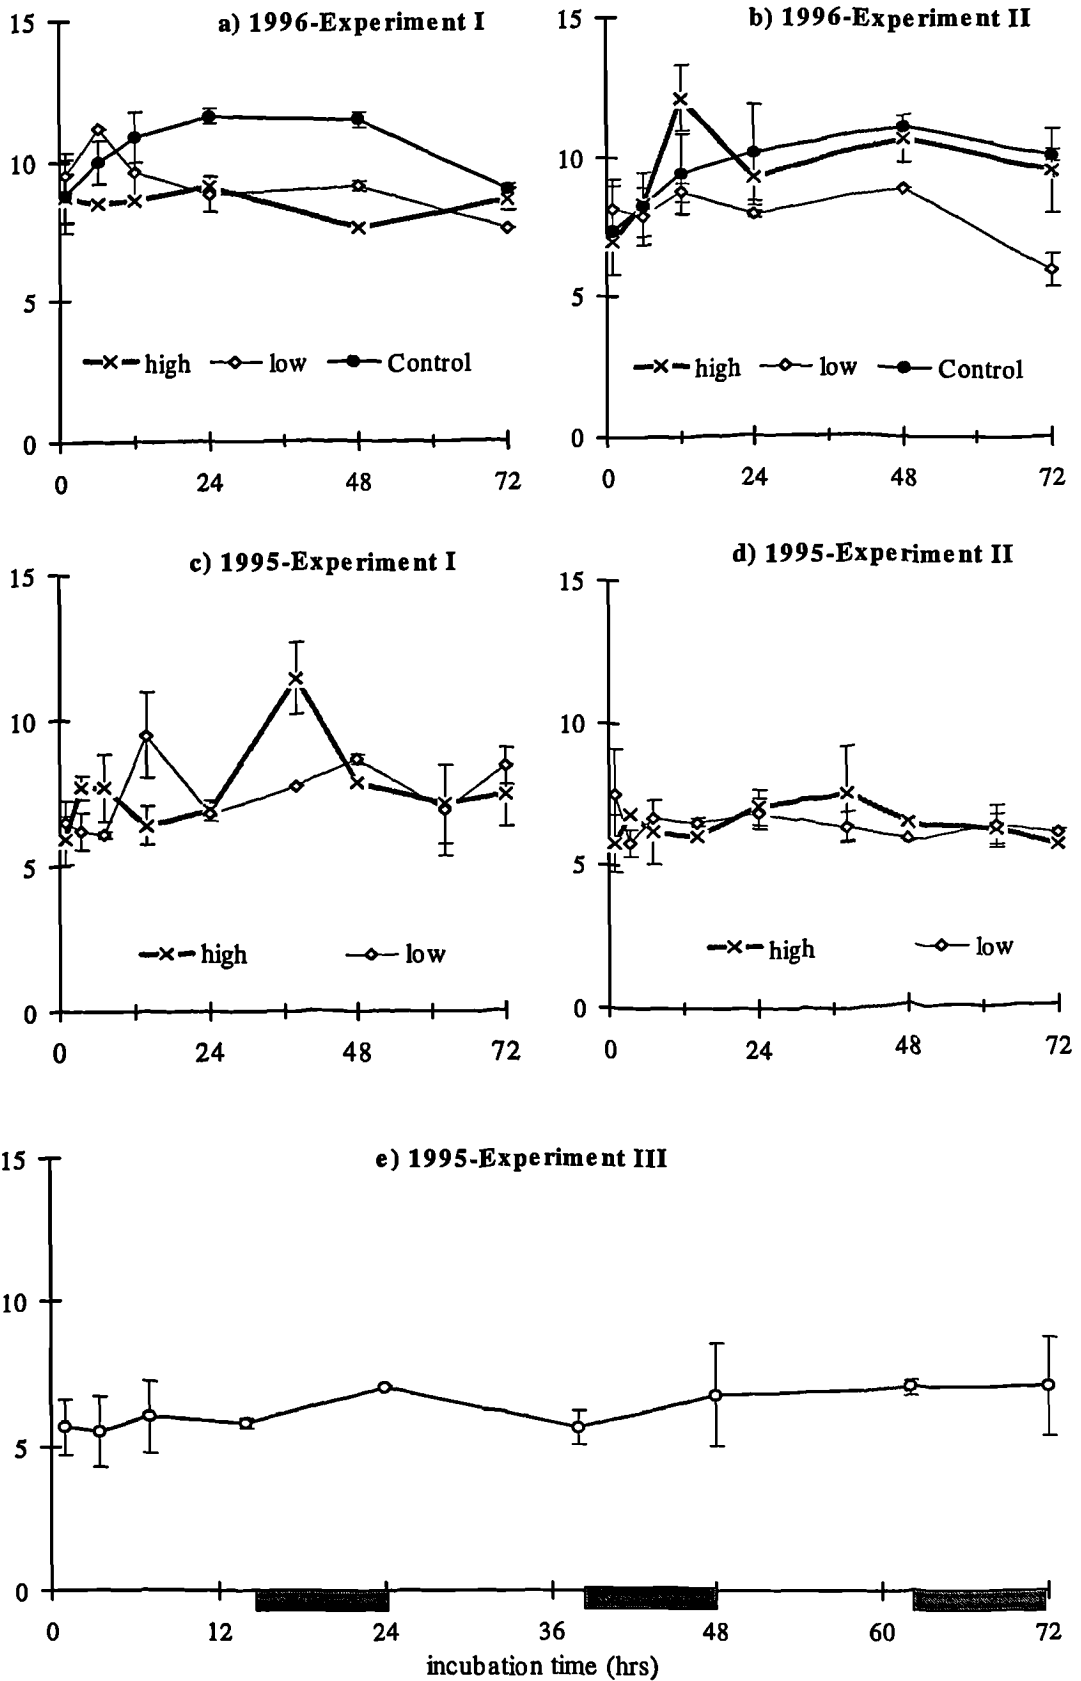 a) 1996-Experiment I
15
10
5
0
high low Control
0 24 48 72
b) 1996-Experiment II
15
10
5
0
high low Control
0 24 48 72
c) 1995-Experiment I
15
10
5
0
high low
0 24 48 72
d) 1995-Experiment II
15
10
5
0
high low
0 24 48 72
e) 1995-Experiment III
15
10
5
0
0 12 24 36 48 60 72
incubation time (hrs)